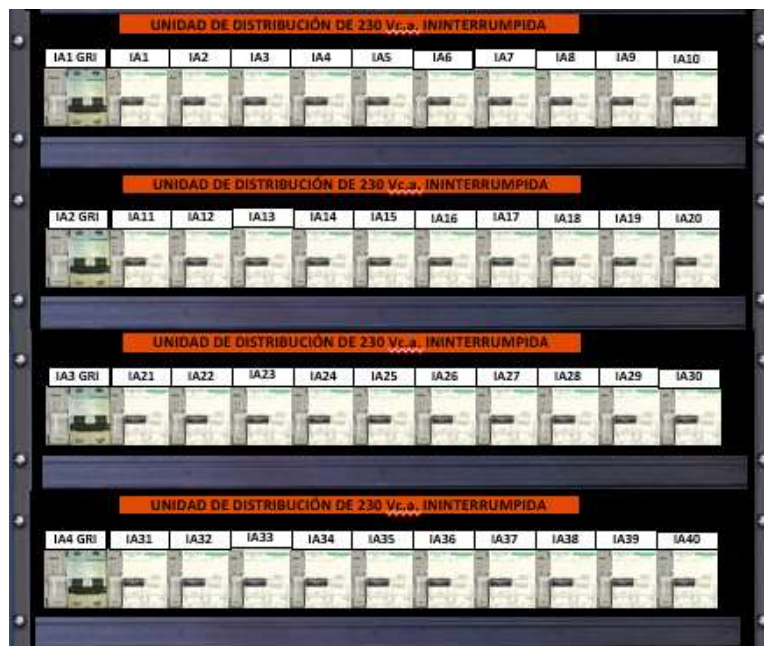 UNIDAD DE DISTRIBUCIÓN DE 230 Vc.a. ININTERRUMPIDA
IA1 GRI IA1 IA2 IA3 IA4 IA5 IA6 IA7 IA8 IA9 IA10
UNIDAD DE DISTRIBUCIÓN DE 230 Vc.a. ININTERRUMPIDA
IA2 GRI IA11 IA12 IA13 IA14 IA15 IA16 IA17 IA18 IA19 IA20
UNIDAD DE DISTRIBUCIÓN DE 230 Vc.a. ININTERRUMPIDA
IA3 GRI IA21 IA22 IA23 IA24 IA25 IA26 IA27 IA28 IA29 IA30
UNIDAD DE DISTRIBUCIÓN DE 230 Vc.a. ININTERRUMPIDA
IA4 GRI IA31 IA32 IA33 IA34 IA35 IA36 IA37 IA38 IA39 IA40